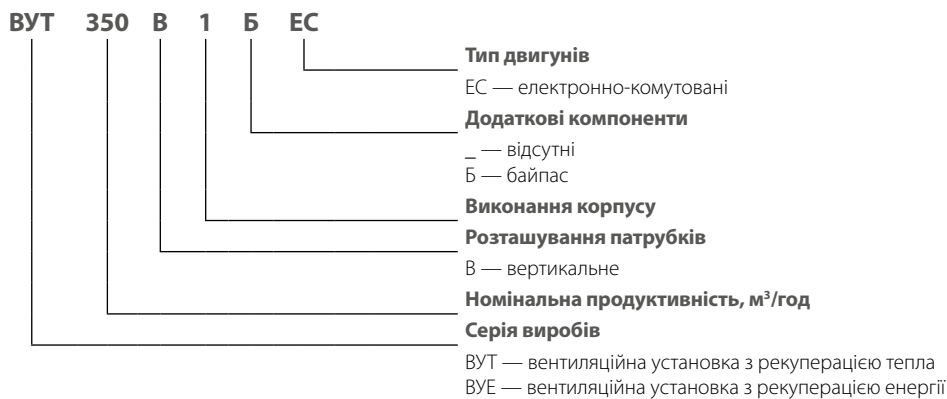 ВУТ 350 В 1 Б ЕС
Тип двигунів
ЕС — електронно-комутовані
Додаткові компоненти
_ — відсутні
Б — байпас
Виконання корпусу
Розташування патрубків
В — вертикальне
Номінальна продуктивність, м³/год
Серія виробів
ВУТ — вентиляційна установка з рекуперацією тепла
ВУЕ — вентиляційна установка з рекуперацією енергії